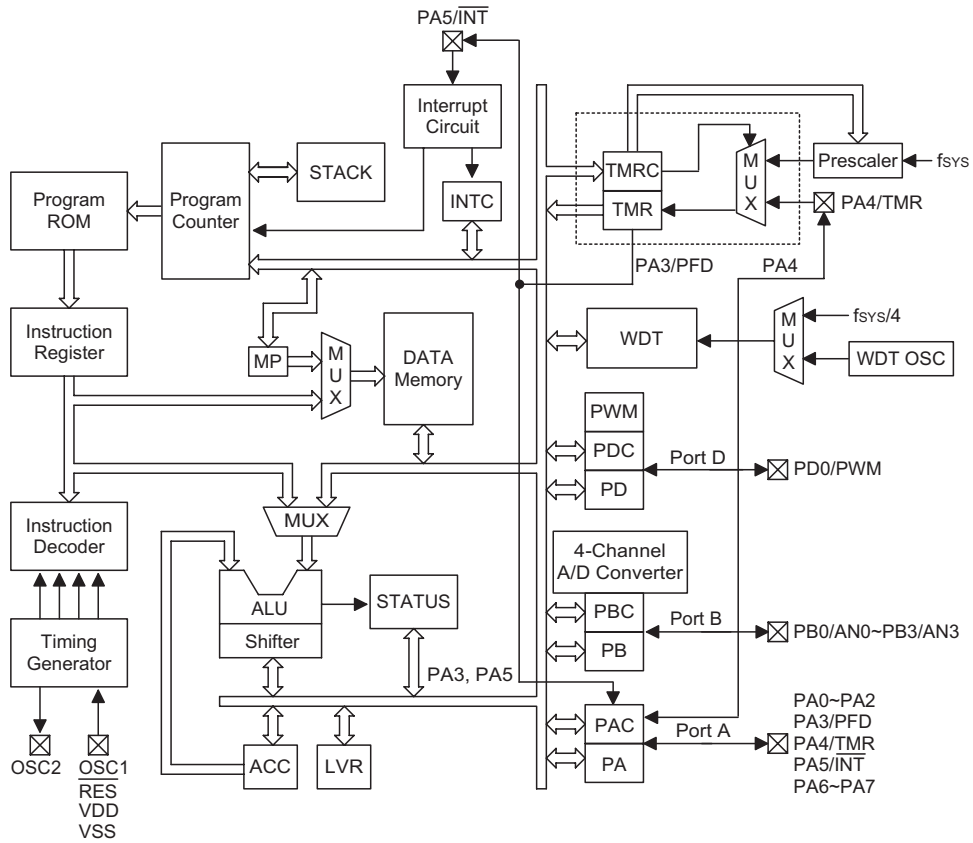 PA5/INT
Interrupt
Circuit
STACK
INTC
Program
ROM
Program
Counter
TMRC
TMR
M
U
X
Prescaler
fSYS
PA4/TMR
PA3/PFD
PA4
Instruction
Register
MP
M
U
X
DATA
Memory
WDT
M
U
X
fSYS/4
WDT OSC
PWM
PDC
PD
Port D
PD0/PWM
MUX
Instruction
Decoder
ALU
Shifter
STATUS
4-Channel
A/D Converter
PBC
PB
Port B
PB0/AN0~PB3/AN3
Timing
Generator
PA3, PA5
PAC
PA
Port A
PA0~PA2
PA3/PFD
PA4/TMR
PA5/INT
PA6~PA7
OSC2
OSC1
RES
VDD
VSS
ACC
LVR